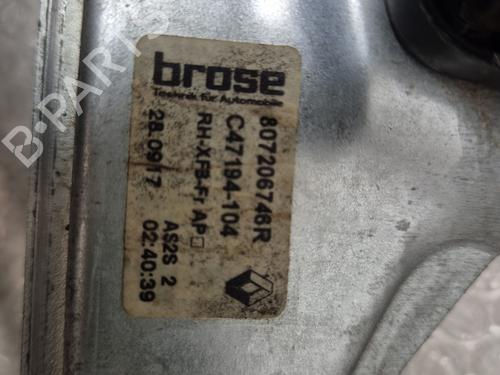 brose
Technik für Automobile
807206746R
C47194-104
RH-XFB-Fr AP
28.09.17 AS2S 2
02:40:39
B-PARTS